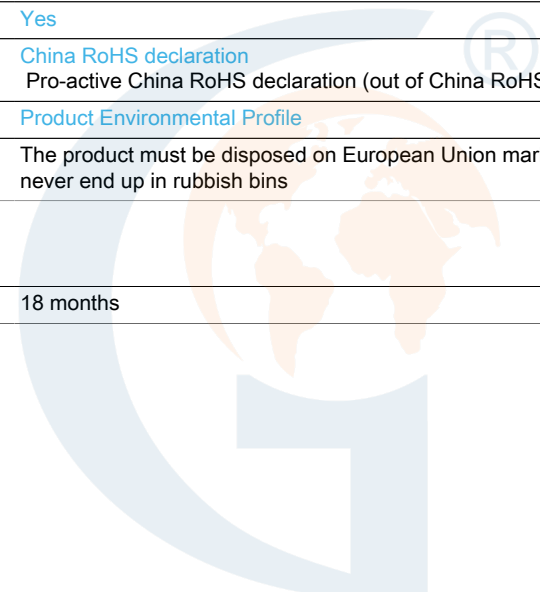 Yes
China RoHS declaration
Pro-active China RoHS declaration (out of China RoHS
Product Environmental Profile
The product must be disposed on European Union mar
never end up in rubbish bins
18 months
®